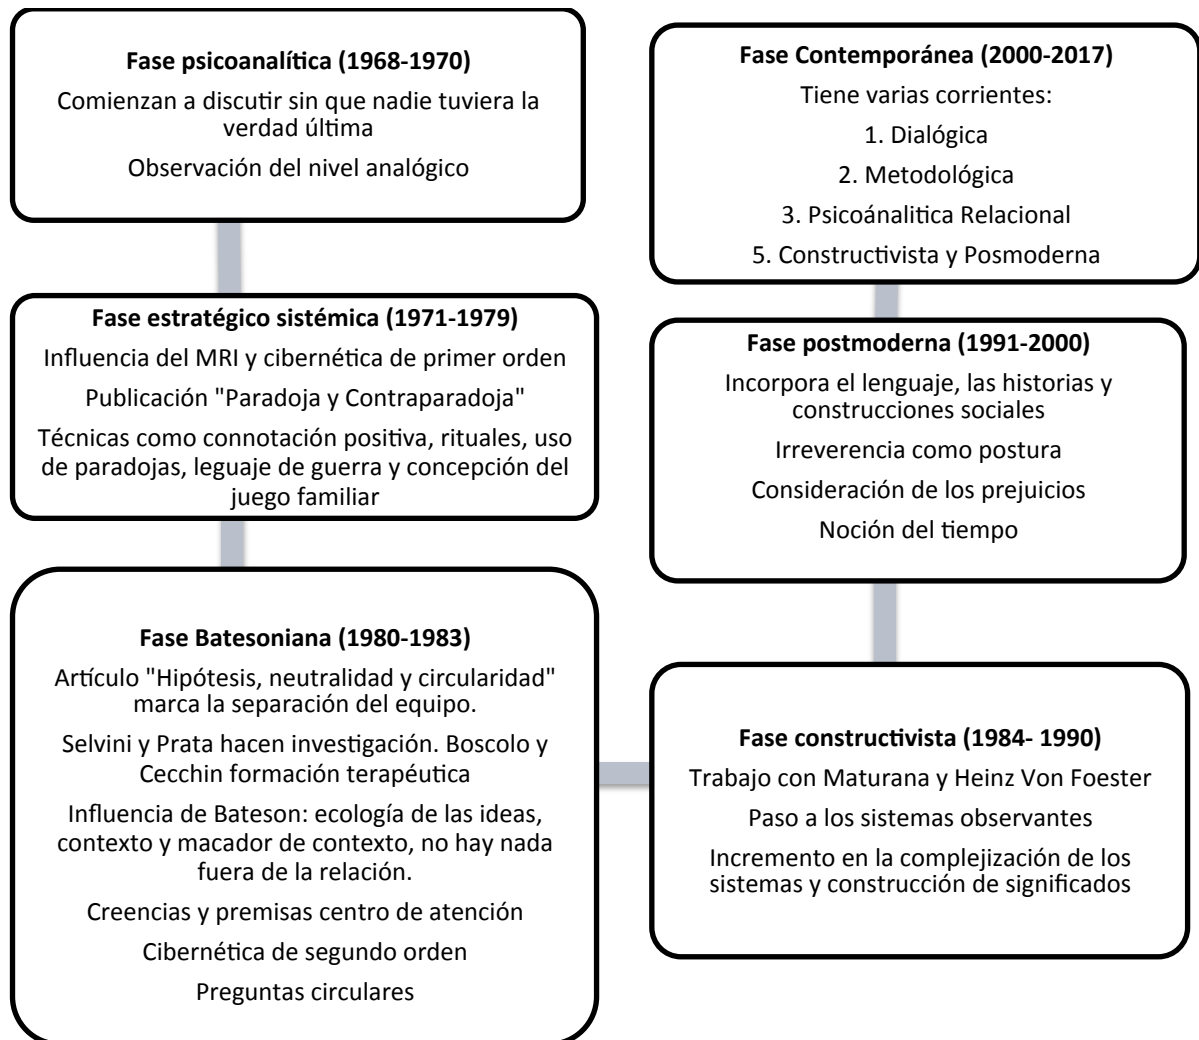 Fase psicoanalítica (1968-1970)
Comienzan a discutir sin que nadie tuviera la
verdad última
Observación del nivel analógico
Fase estratégico sistémica (1971-1979)
Influencia del MRI y cibernética de primer orden
Publicación "Paradoja y Contraparadoja"
Técnicas como connotación positiva, rituales, uso
de paradojas, leguaje de guerra y concepción del
juego familiar
Fase Batesoniana (1980-1983)
Artículo "Hipótesis, neutralidad y circularidad"
marca la separación del equipo.
Selvini y Prata hacen investigación. Boscolo y
Cecchin formación terapéutica
Influencia de Bateson: ecología de las ideas,
contexto y macador de contexto, no hay nada
fuera de la relación.
Creencias y premisas centro de atención
Cibernética de segundo orden
Preguntas circulares
Fase constructivista (1984- 1990)
Trabajo con Maturana y Heinz Von Foester
Paso a los sistemas observantes
Incremento en la complejización de los
sistemas y construcción de significados
Fase postmoderna (1991-2000)
Incorpora el lenguaje, las historias y
construcciones sociales
Irreverencia como postura
Consideración de los prejuicios
Noción del tiempo
Fase Contemporánea (2000-2017)
Tiene varias corrientes:
1. Dialógica
2. Metodológica
3. Psicoánalitica Relacional
5. Constructivista y Posmoderna